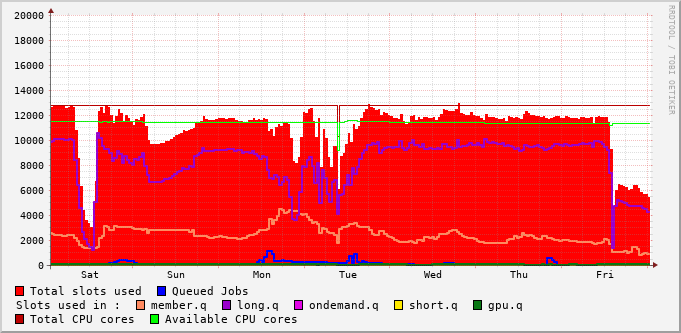 20000
18000
16000
14000
12000
10000
8000
6000
4000
2000
0
Sat Sun Mon Tue Wed Thu Fri
RRDTOOL / TOBI OETIKER
Total slots used Queued Jobs
Slots used in : member.q long.q ondemand.q short.q gpu.q
Total CPU cores Available CPU cores